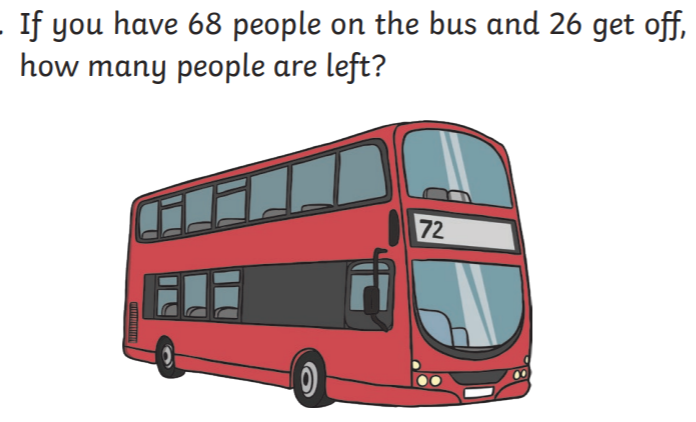 . If you have 68 people on the bus and 26 get off,
how many people are left?
72